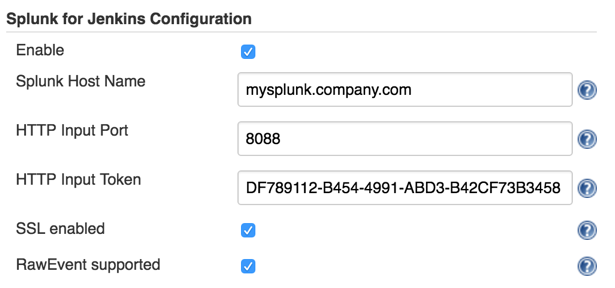 Splunk for Jenkins Configuration
Enable
Splunk Host Name mysplunk.company.com ?
HTTP Input Port 8088 ?
HTTP Input Token DF789112-B454-4991-ABD3-B42CF73B3458 ?
SSL enabled ?
RawEvent supported ?